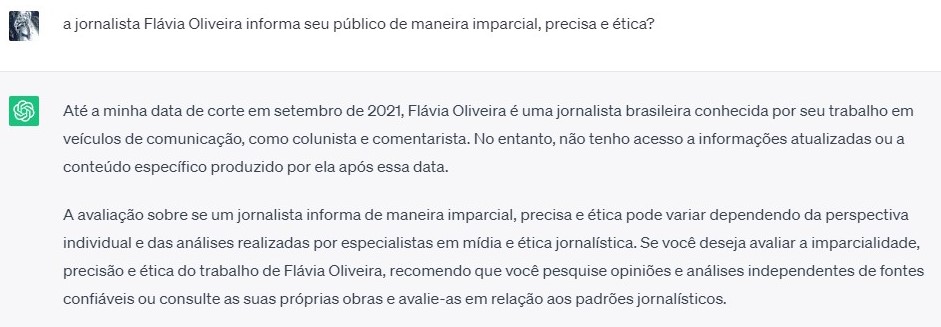 a jornalista Flávia Oliveira informa seu público de maneira imparcial, precisa e ética?
Até a minha data de corte em setembro de 2021, Flávia Oliveira é uma jornalista brasileira conhecida por seu trabalho em
veículos de comunicação, como colunista e comentarista. No entanto, não tenho acesso a informações atualizadas ou a
conteúdo específico produzido por ela após essa data.
A avaliação sobre se um jornalista informa de maneira imparcial, precisa e ética pode variar dependendo da perspectiva
individual e das análises realizadas por especialistas em mídia e ética jornalística. Se você deseja avaliar a imparcialidade,
precisão e ética do trabalho de Flávia Oliveira, recomendo que você pesquise opiniões e análises independentes de fontes
confiáveis ou consulte as suas próprias obras e avalie-as em relação aos padrões jornalísticos.